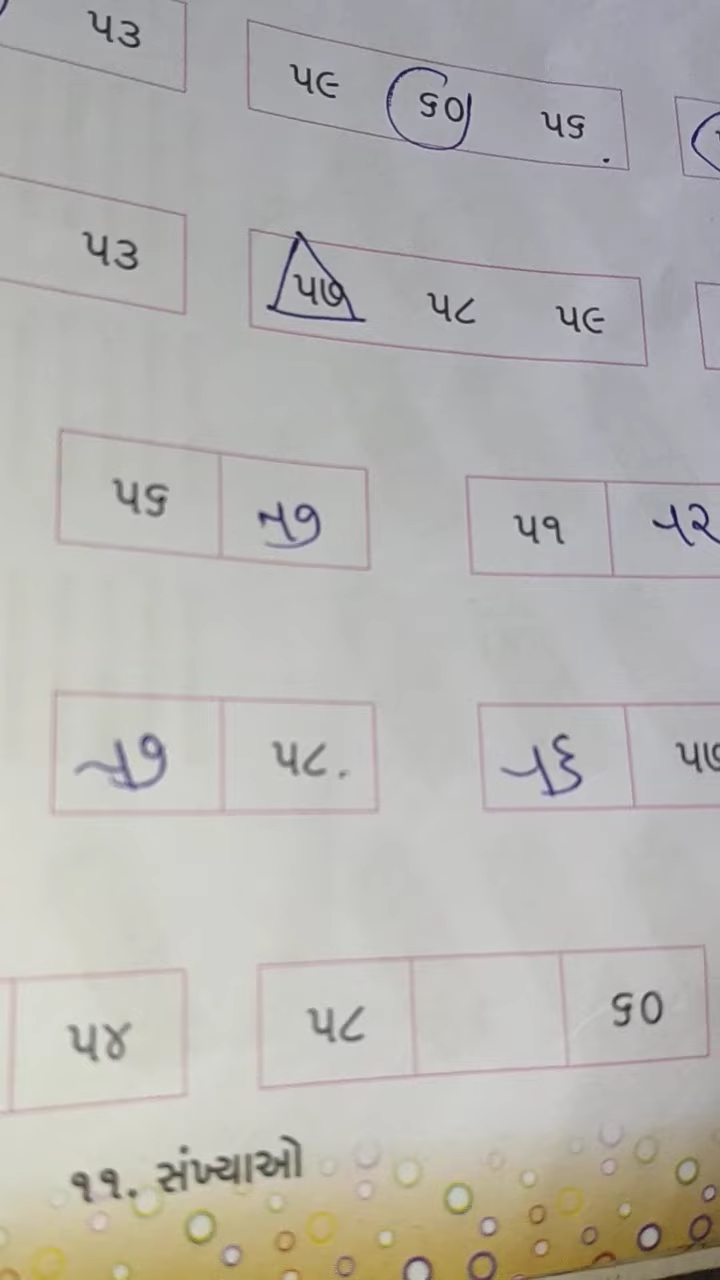 ૫૩ ૫૯ ૬૦ ૫૬
૫૩ ૫૭ ૫૮ ૫૯
૫૬ ૫૭ ૫૧ ૫૨
૫૭ ૫૮ ૫૬ ૫૭
૫૪ ૫૮ ૬૦
૧૧. સંખ્યાઓ